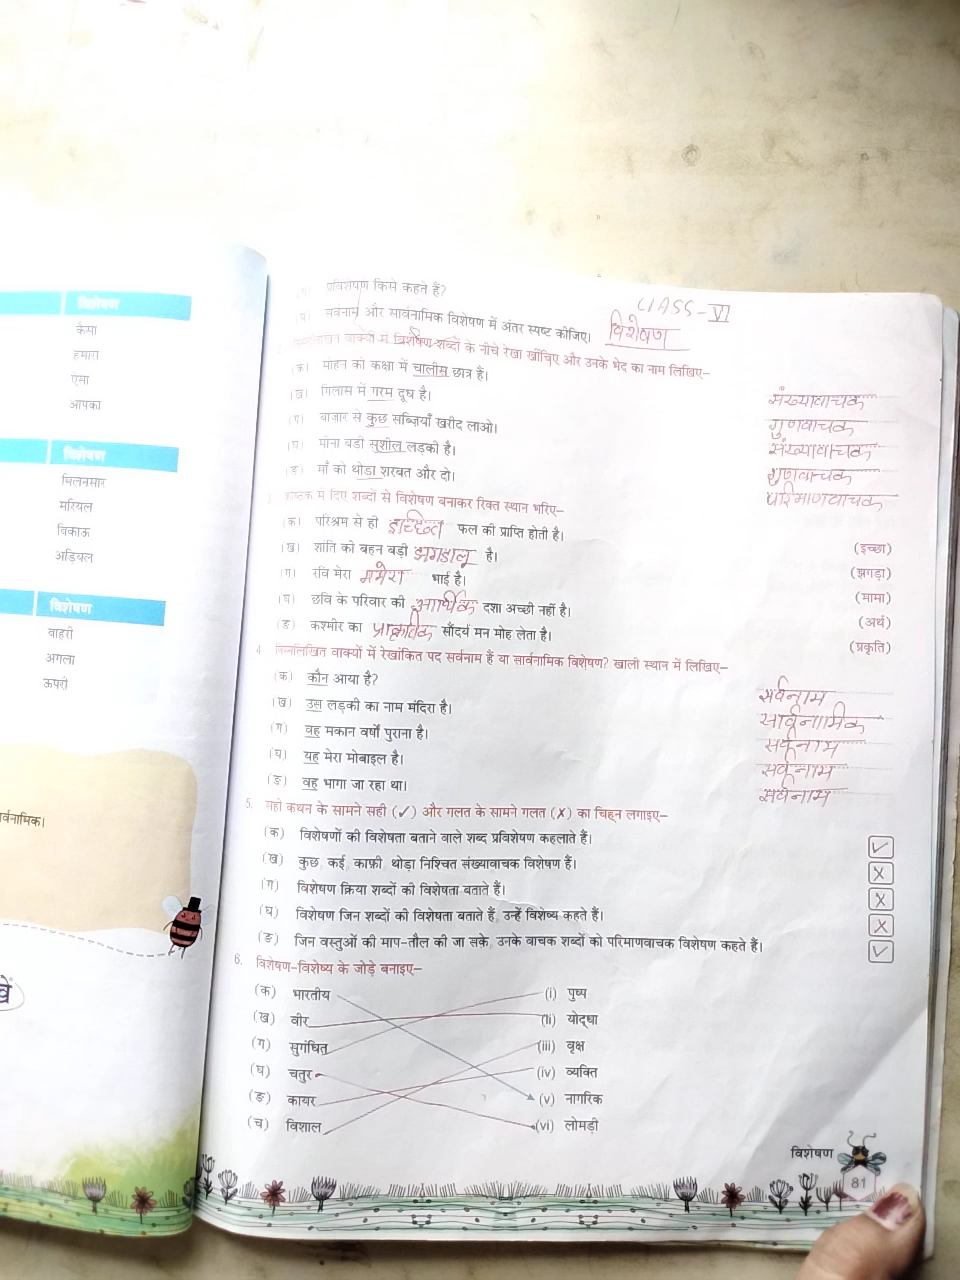 विशेषण
कैसा
हमारा
ऐसा
आपका
विशेषण
मिलनसार
मरियल
बिकाऊ
अड़ियल
विशेषण
बाहरी
अगला
ऊपरी
र्वनामिक।
प्रविशेषण किसे कहते हैं?
CLASS-VI
(घ) सर्वनाम और सार्वनामिक विशेषण में अंतर स्पष्ट कीजिए। विशेषण
वाक्यों में विशेषण शब्दों के नीचे रेखा खींचिए और उनके भेद का नाम लिखिए–
(क) मोहन की कक्षा में चालीस छात्र हैं। संख्यावाचक
(ख) गिलास में गरम दूध है। गुणवाचक
(ग) बाजार से कुछ सब्ज़ियाँ खरीद लाओ। संख्यावाचक
(घ) मीना बड़ी सुशील लड़की है। गुणवाचक
(ङ) माँ को थोड़ा शरबत और दो। परिमाणवाचक
में दिए शब्दों से विशेषण बनाकर रिक्त स्थान भरिए–
(क) परिश्रम से ही इच्छित फल की प्राप्ति होती है। (इच्छा)
(ख) शांति की बहन बड़ी झगडालू है। (झगड़ा)
(ग) रवि मेरा ममेरा भाई है। (मामा)
(घ) छवि के परिवार की आर्थिक दशा अच्छी नहीं है। (अर्थ)
(ङ) कश्मीर का प्राकृतिक सौंदर्य मन मोह लेता है। (प्रकृति)
4. निम्नलिखित वाक्यों में रेखांकित पद सर्वनाम हैं या सार्वनामिक विशेषण? खाली स्थान में लिखिए–
(क) कौन आया है? सर्वनाम
(ख) उस लड़की का नाम मंदिरा है। सार्वनामिक
(ग) वह मकान वर्षों पुराना है। सर्वनाम
(घ) यह मेरा मोबाइल है। सर्वनाम
(ङ) वह भागा जा रहा था। सर्वनाम
5. सही कथन के सामने सही (✓) और गलत के सामने गलत (✗) का चिह्न लगाइए–
(क) विशेषणों की विशेषता बताने वाले शब्द प्रविशेषण कहलाते हैं। ✓
(ख) कुछ, कई, काफ़ी, थोड़ा निश्चित संख्यावाचक विशेषण हैं। ✗
(ग) विशेषण क्रिया शब्दों की विशेषता बताते हैं। ✗
(घ) विशेषण जिन शब्दों की विशेषता बताते हैं, उन्हें विशेष्य कहते हैं। ✗
(ङ) जिन वस्तुओं की माप-तौल की जा सके, उनके वाचक शब्दों को परिमाणवाचक विशेषण कहते हैं। ✓
6. विशेषण-विशेष्य के जोड़े बनाइए–
(क) भारतीय (i) पुष्प
(ख) वीर (ii) योद्धा
(ग) सुगंधित (iii) वृक्ष
(घ) चतुर (iv) व्यक्ति
(ङ) कायर (v) नागरिक
(च) विशाल (vi) लोमड़ी
विशेषण
81